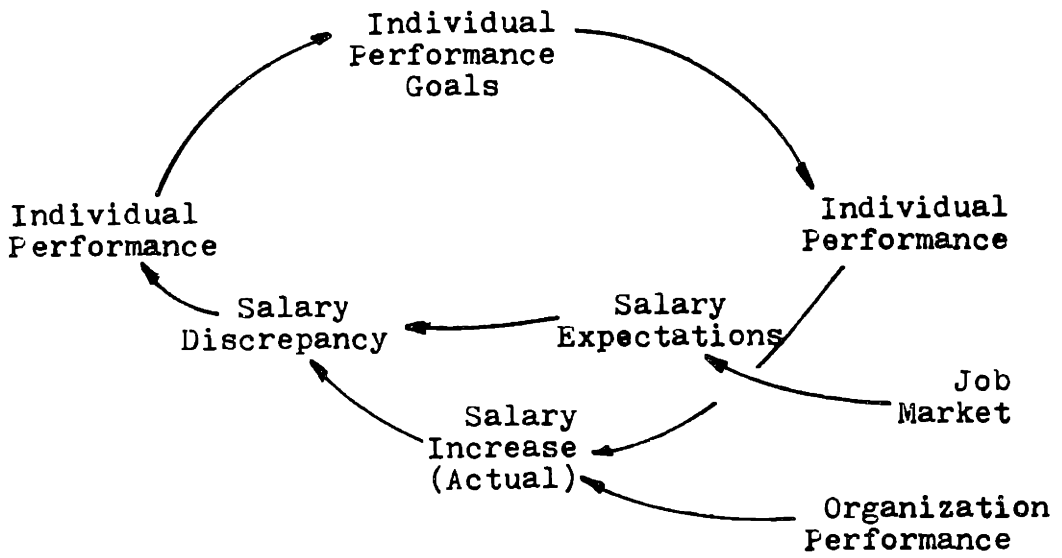 Individual
Performance
Goals
Individual
Performance
Individual
Performance
Salary
Discrepancy
Salary
Expectations
Job
Market
Salary
Increase
(Actual)
Organization
Performance